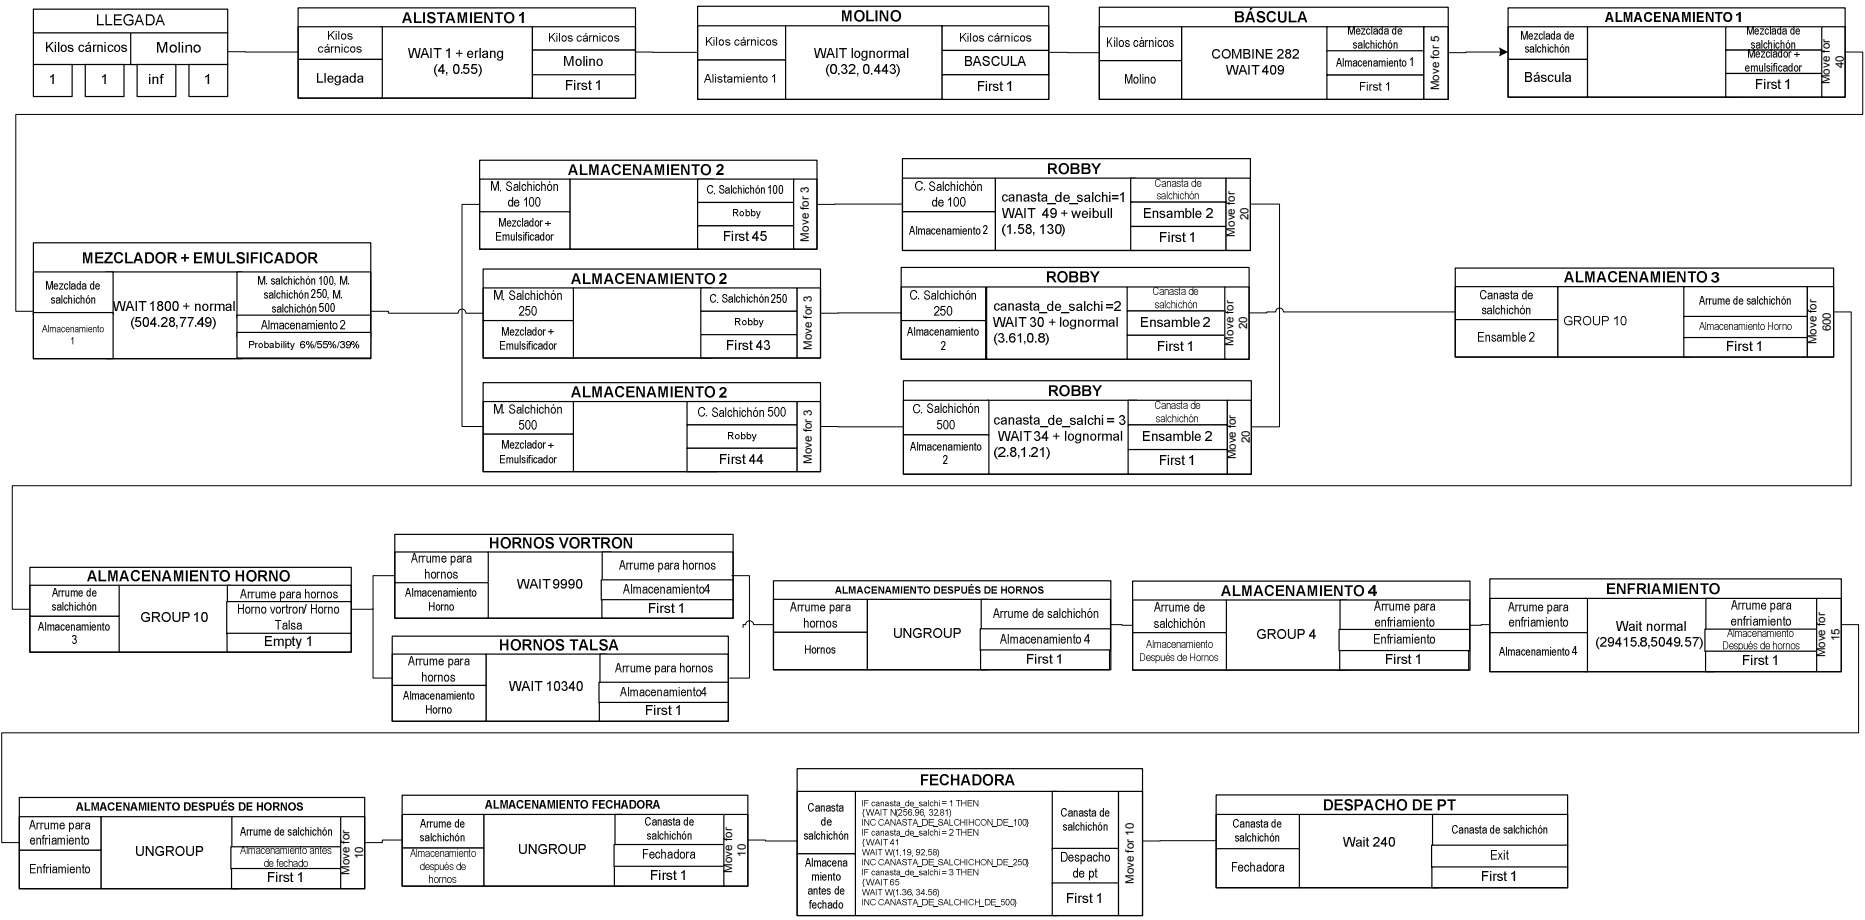 LLEGADA
Kilos cárnicos
Molino
1
1
inf
1
ALISTAMIENTO 1
Kilos
cárnicos
Llegada
WAIT 1 + erlang
(4, 0.55)
Kilos cárnicos
Molino
First 1
MOLINO
Kilos cárnicos
Alistamiento 1
WAIT lognormal
(0,32, 0.443)
Kilos cárnicos
BASCULA
First 1
BÁSCULA
Kilos cárnicos
Molino
COMBINE 282
WAIT 409
Mezclada de
salchichón
Almacenamiento 1
First 1
Move for 5
ALMACENAMIENTO 1
Mezclada de
salchichón
Báscula
Mezclada de
salchichón
Mezclador +
emulsificador
First 1
Move for
40
MEZCLADOR + EMULSIFICADOR
Mezclada de
salchichón
Almacenamiento
1
WAIT 1800 + normal
(504.28,77.49)
M. salchichón 100, M.
salchichón 250, M.
salchichón 500
Almacenamiento 2
Probability 6%/55%/39%
ALMACENAMIENTO 2
M. Salchichón
de 100
Mezclador +
Emulsificador
C. Salchichón 100
Robby
First 45
Move for 3
ROBBY
C. Salchichón
de 100
Almacenamiento 2
canasta_de_salchi=1
WAIT 49 + weibull
(1.58, 130)
Canasta de
salchichón
Ensamble 2
First 1
Move for
20
ALMACENAMIENTO 2
M. Salchichón
250
Mezclador +
Emulsificador
C. Salchichón 250
Robby
First 43
Move for 3
ROBBY
C. Salchichón
250
Almacenamiento
2
canasta_de_salchi =2
WAIT 30 + lognormal
(3.61,0.8)
Canasta de
salchichón
Ensamble 2
First 1
Move for
20
ALMACENAMIENTO 2
M. Salchichón
500
Mezclador +
Emulsificador
C. Salchichón 500
Robby
First 44
Move for 3
ROBBY
C. Salchichón
500
Almacenamiento
2
canasta_de_salchi = 3
WAIT 34 + lognormal
(2.8,1.21)
Canasta de
salchichón
Ensamble 2
First 1
Move for
20
ALMACENAMIENTO 3
Canasta de
salchichón
Ensamble 2
GROUP 10
Arrume de salchichón
Almacenamiento Horno
First 1
Move for
600
ALMACENAMIENTO HORNO
Arrume de
salchichón
Almacenamiento
3
GROUP 10
Arrume para hornos
Horno vortron/ Horno
Talsa
Empty 1
HORNOS VORTRON
Arrume para
hornos
Almacenamiento
Horno
WAIT 9990
Arrume para hornos
Almacenamiento4
First 1
HORNOS TALSA
Arrume para
hornos
Almacenamiento
Horno
WAIT 10340
Arrume para hornos
Almacenamiento4
First 1
ALMACENAMIENTO DESPUÉS DE HORNOS
Arrume para
hornos
Hornos
UNGROUP
Arrume de salchichón
Almacenamiento 4
First 1
ALMACENAMIENTO 4
Arrume de
salchichón
Almacenamiento
Después de Hornos
GROUP 4
Arrume para
enfriamiento
Enfriamiento
First 1
ENFRIAMIENTO
Arrume para
enfriamiento
Almacenamiento 4
Wait normal
(29415.8,5049.57)
Arrume para
enfriamiento
Almacenamiento
Después de hornos
First 1
Move for
15
ALMACENAMIENTO DESPUÉS DE HORNOS
Arrume para
enfriamiento
Enfriamiento
UNGROUP
Arrume de salchichón
Almacenamiento antes
de fechado
First 1
Move for
10
ALMACENAMIENTO FECHADORA
Arrume de
salchichón
Almacenamiento
después de
hornos
UNGROUP
Canasta de
salchichón
Fechadora
First 1
Move for
10
FECHADORA
Canasta
de
salchichón
Almacena
miento
antes de
fechado
IF canasta_de_salchi = 1 THEN
{WAIT N(256.96, 32.81)
INC CANASTA_DE_SALCHIHCON_DE_100}
IF canasta_de_salchi = 2 THEN
{WAIT 41
WAIT W(1.19, 92,58)
INC CANASTA_DE_SALCHICHON_DE_250}
IF canasta_de_salchi = 3 THEN
{WAIT 65
WAIT W(1.36, 34.56)
INC CANASTA_DE_SALCHICH_DE_500}
Canasta de
salchichón
Despacho
de pt
First 1
Move for 10
DESPACHO DE PT
Canasta de
salchichón
Fechadora
Wait 240
Canasta de salchichón
Exit
First 1